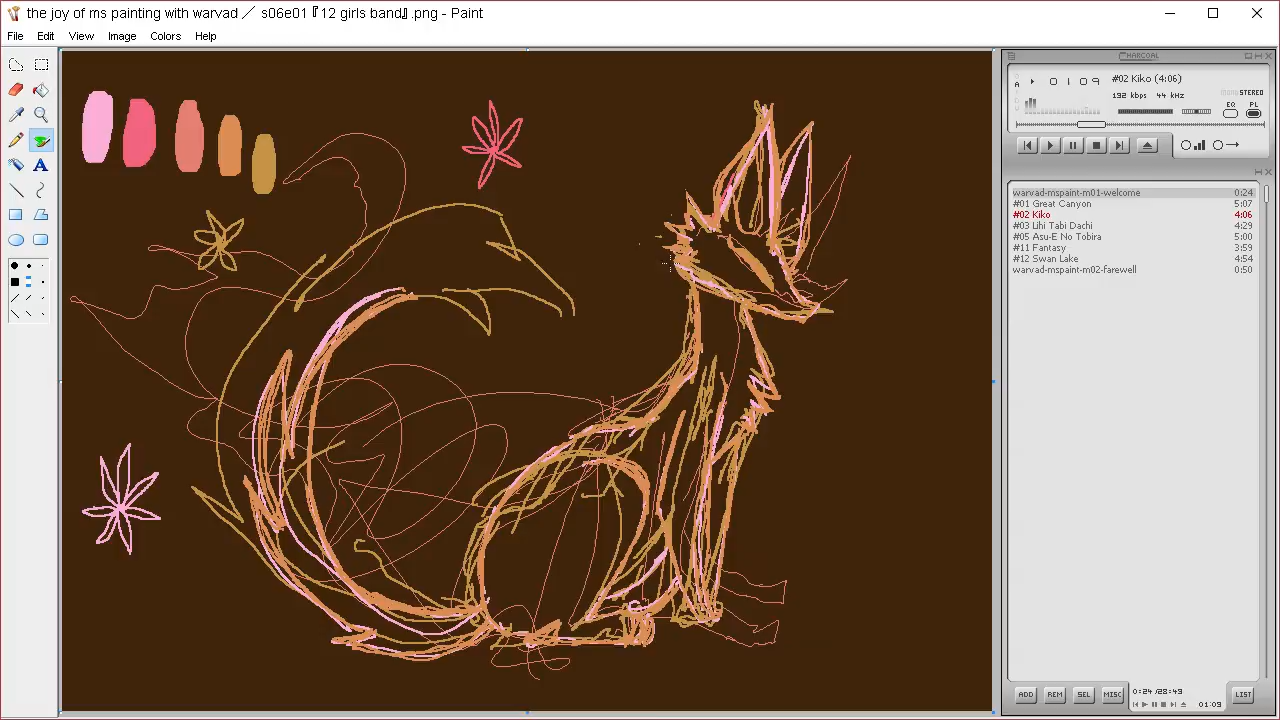 the joy of ms painting with warvad ／ s06e01『12 girls band』.png - Paint
File Edit View Image Colors Help
CHARCOAL
#02 Kiko (4:06)
01 09
192 kbps 44 kHz
STEREO
EQ PL
warvad-mspaint-m01-welcome 0:24
#01 Great Canyon 5:07
#02 Kiko 4:06
#03 Lihi Tabi Dachi 4:29
#05 Asu-E No Tobira 5:00
#11 Fantasy 3:59
#12 Swan Lake 4:54
warvad-mspaint-m02-farewell 0:50
ADD REM SEL MISC 0:24/28:49 01:09 LIST